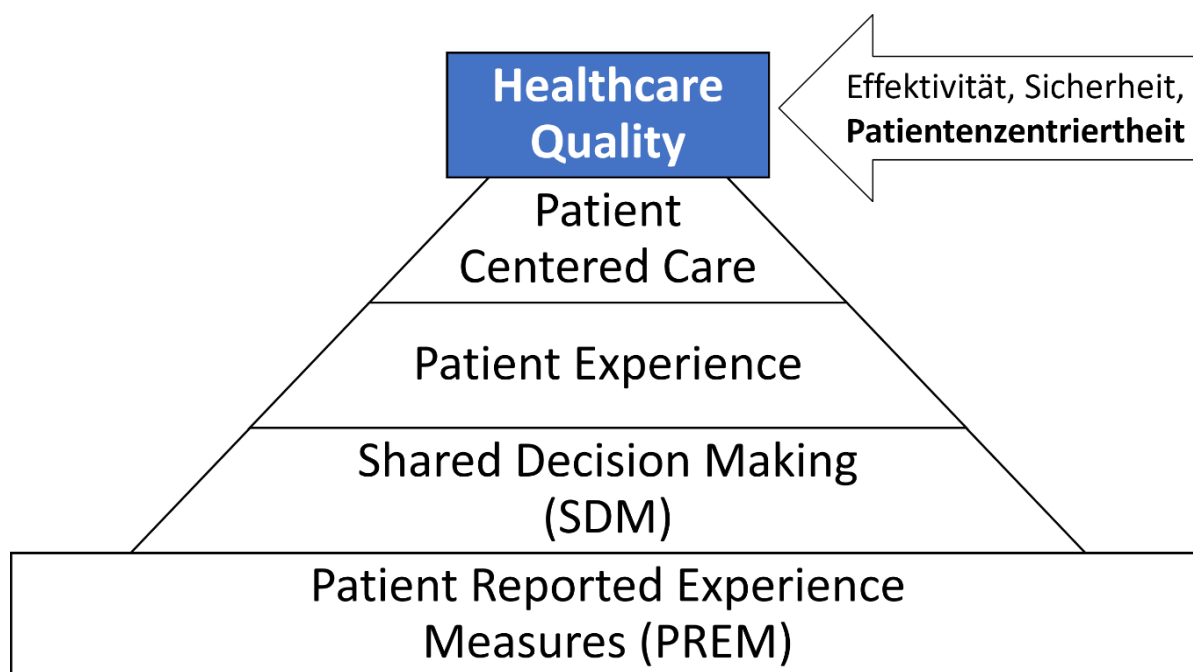 Healthcare
Quality
Effektivität, Sicherheit,
Patientenzentriertheit
Patient
Centered Care
Patient Experience
Shared Decision Making
(SDM)
Patient Reported Experience
Measures (PREM)